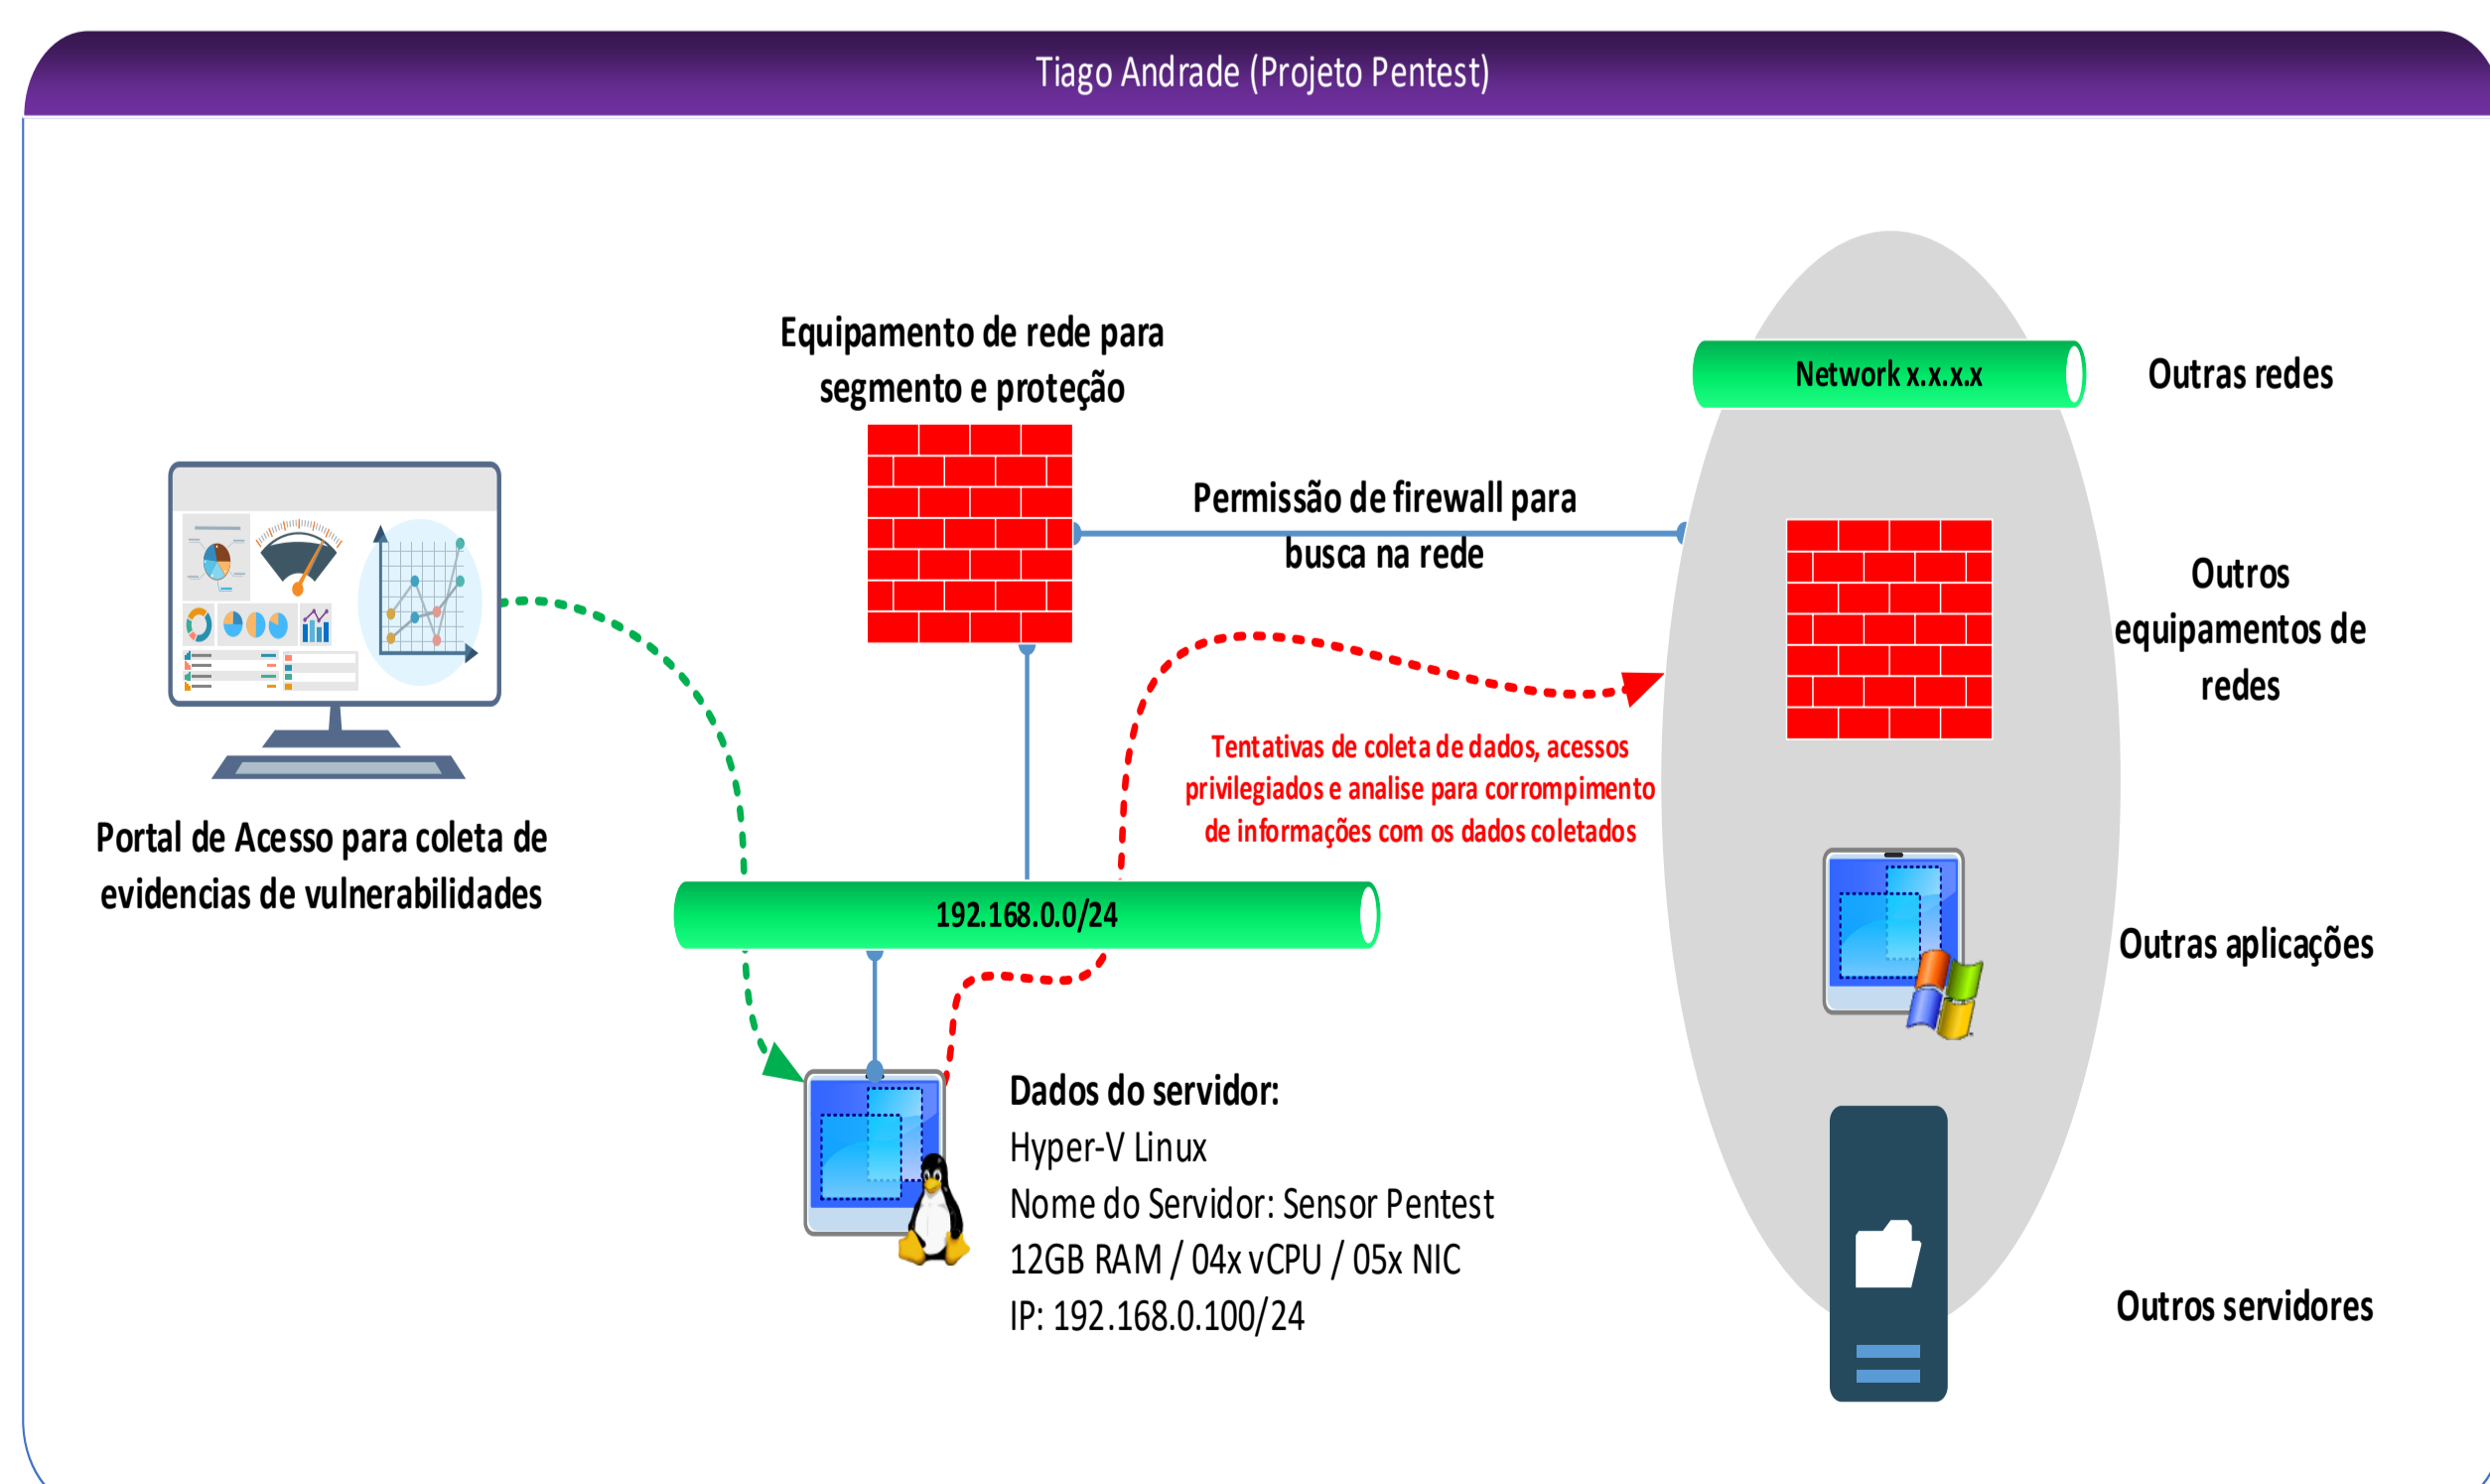 Tiago Andrade (Projeto Pentest)
Equipamento de rede para
segmento e proteção
Network x.x.x.x
Outras redes
Permissão de firewall para
busca na rede
Outros
equipamentos de
redes
Tentativas de coleta de dados, acessos
privilegiados e analise para corrompimento
de informações com os dados coletados
Portal de Acesso para coleta de
evidencias de vulnerabilidades
192.168.0.0/24
Outras aplicações
Dados do servidor:
Hyper-V Linux
Nome do Servidor: Sensor Pentest
12GB RAM / 04x vCPU / 05x NIC
IP: 192.168.0.100/24
Outros servidores